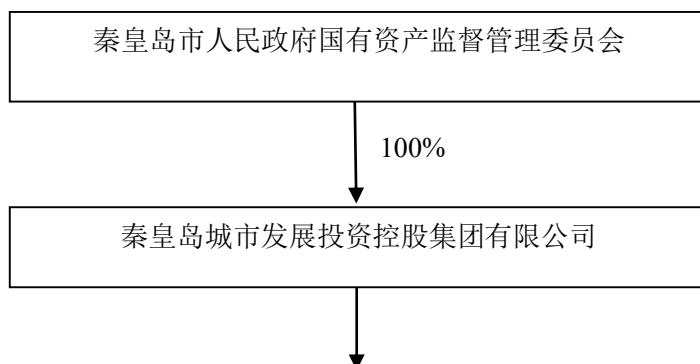 秦皇岛市人民政府国有资产监督管理委员会
100%
秦皇岛城市发展投资控股集团有限公司